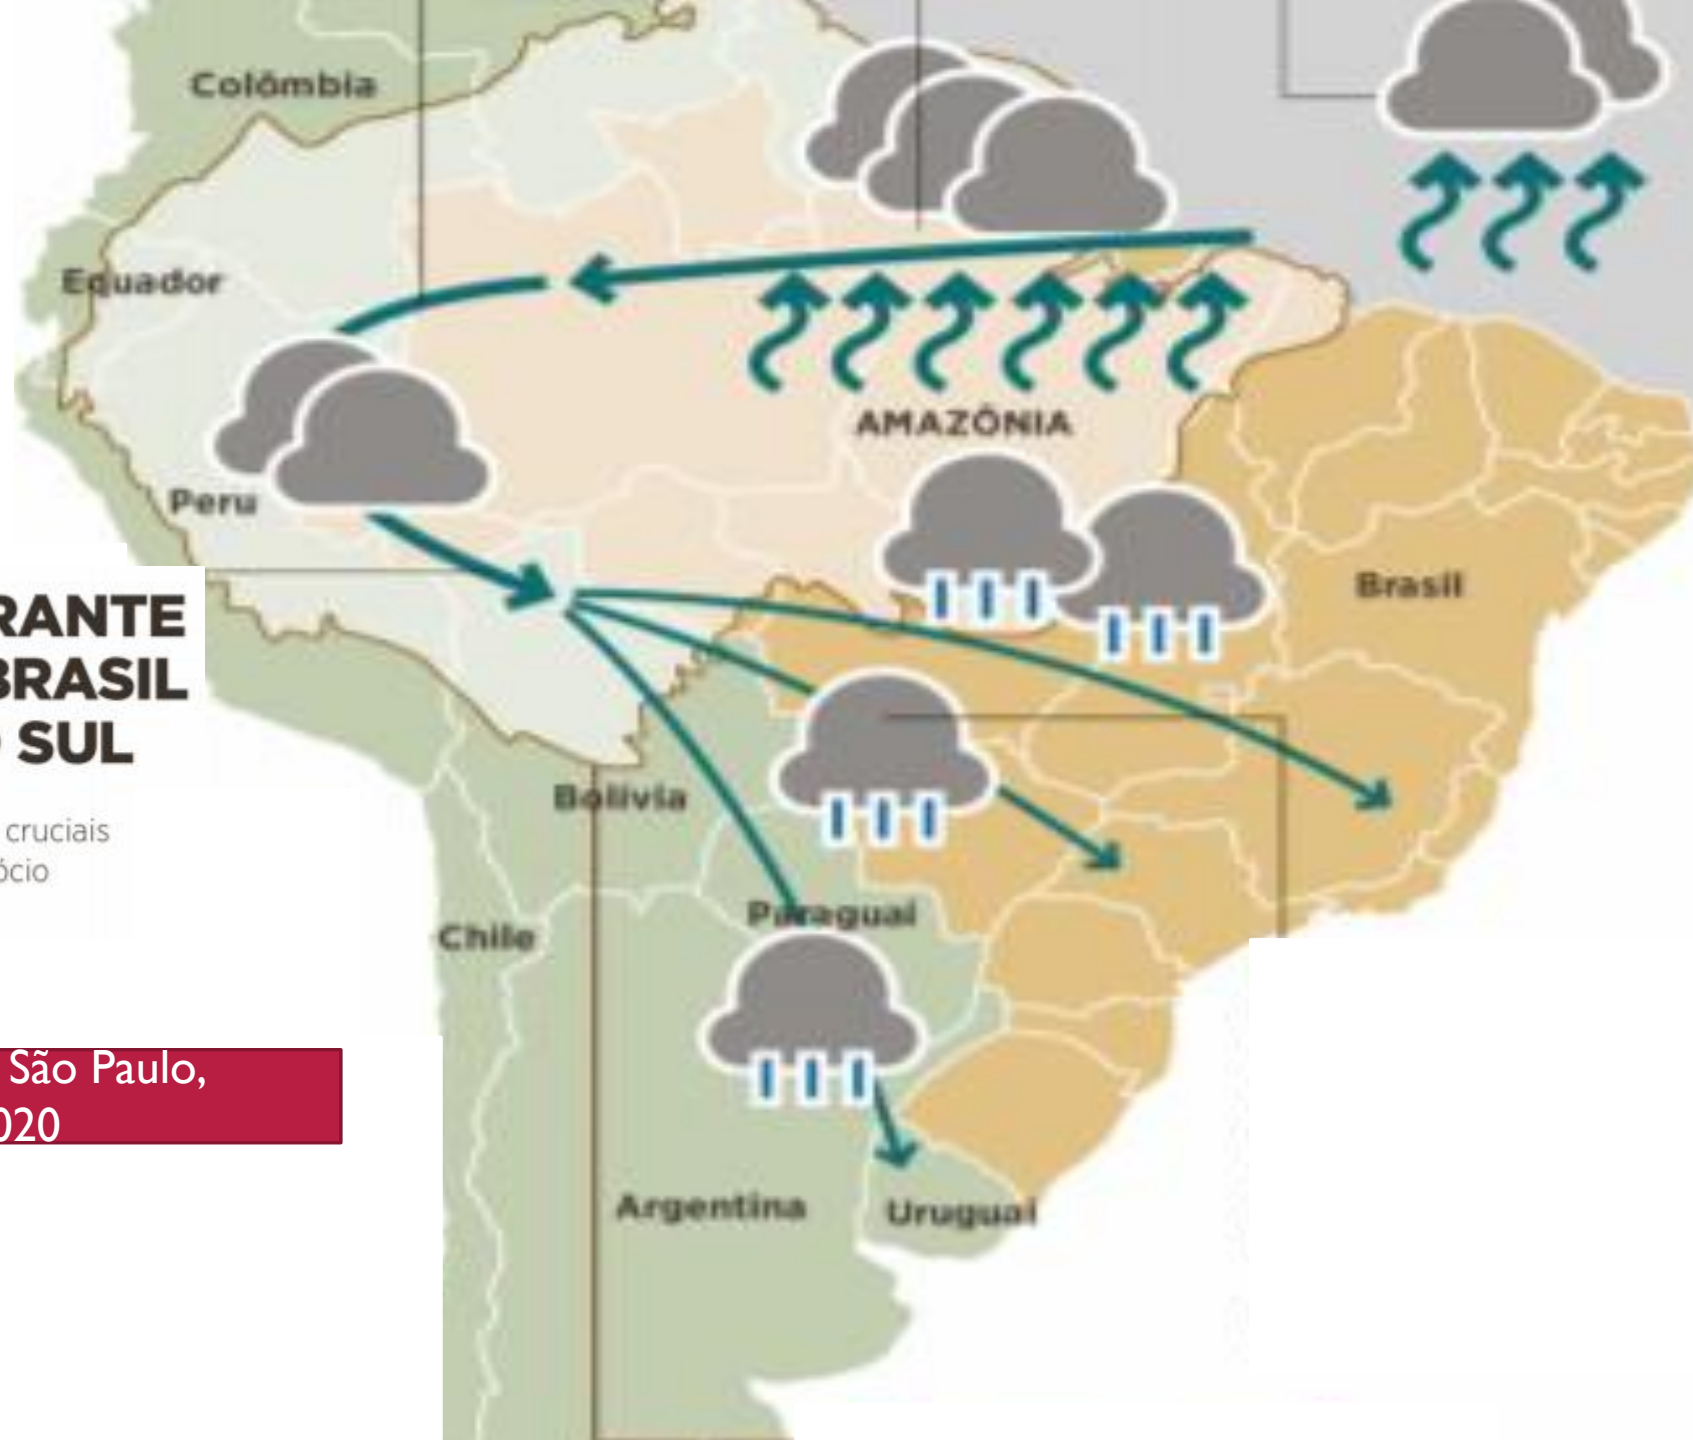 Colômbia
Equador
AMAZÔNIA
Peru
Brasil
RANTE
BRASIL
SUL
Bolívia
cruciais
ócio
Paraguai
Chile
São Paulo,
020
Argentina
Uruguai